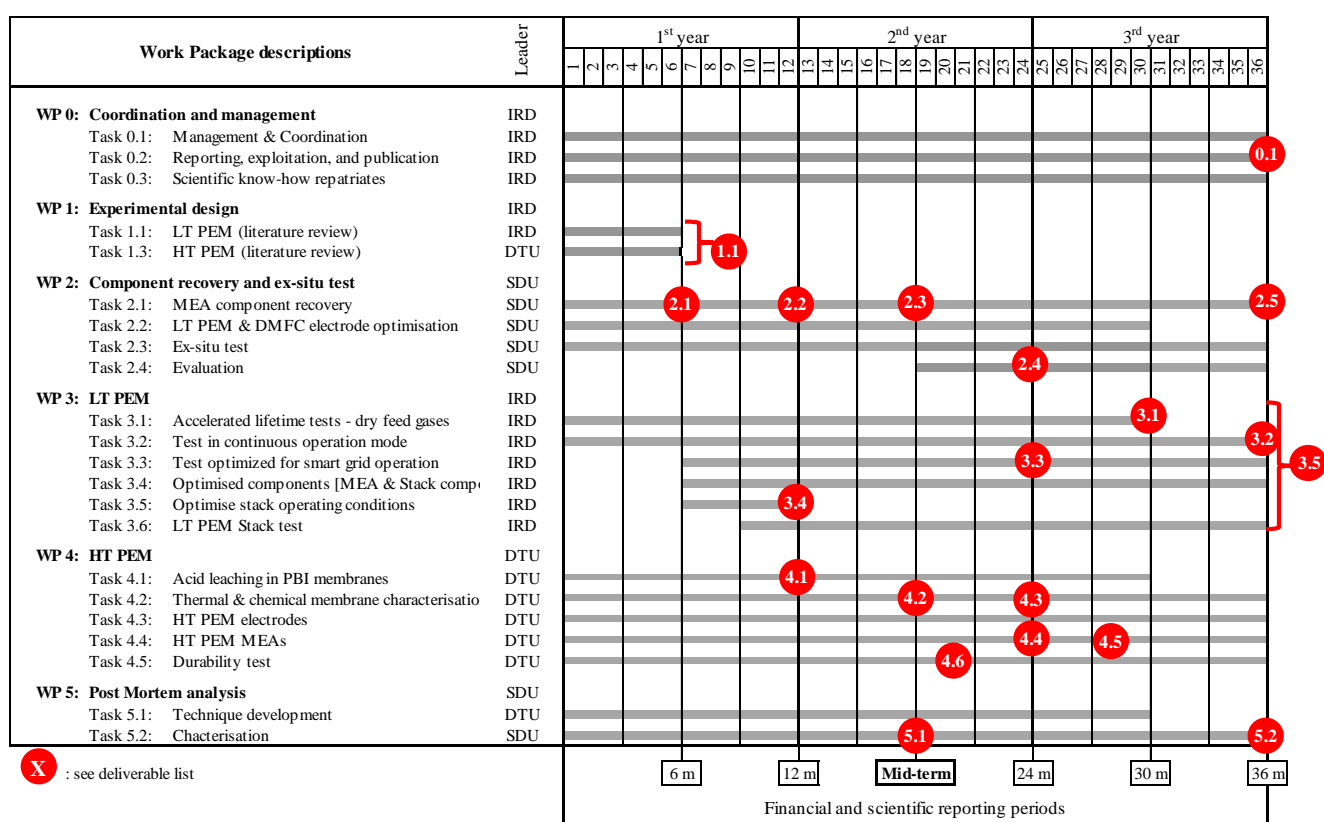 Work Package descriptions Leader 1st year 2nd year 3rd year
1 2 3 4 5 6 7 8 9 10 11 12 13 14 15 16 17 18 19 20 21 22 23 24 25 26 27 28 29 30 31 32 33 34 35 36
WP 0: Coordination and management IRD
Task 0.1: Management & Coordination IRD
Task 0.2: Reporting, exploitation, and publication IRD 0.1
Task 0.3: Scientific know-how repatriates IRD
WP 1: Experimental design IRD
Task 1.1: LT PEM (literature review) IRD
Task 1.3: HT PEM (literature review) DTU 1.1
WP 2: Component recovery and ex-situ test SDU
Task 2.1: MEA component recovery SDU 2.1 2.2 2.3 2.5
Task 2.2: LT PEM & DMFC electrode optimisation SDU
Task 2.3: Ex-situ test SDU
Task 2.4: Evaluation SDU 2.4
WP 3: LT PEM IRD
Task 3.1: Accelerated lifetime tests - dry feed gases IRD 3.1
Task 3.2: Test in continuous operation mode IRD 3.2
Task 3.3: Test optimized for smart grid operation IRD 3.3 3.5
Task 3.4: Optimised components [MEA & Stack comp IRD
Task 3.5: Optimise stack operating conditions IRD 3.4
Task 3.6: LT PEM Stack test IRD
WP 4: HT PEM DTU
Task 4.1: Acid leaching in PBI membranes DTU 4.1
Task 4.2: Thermal & chemical membrane characterisatio DTU 4.2 4.3
Task 4.3: HT PEM electrodes DTU
Task 4.4: HT PEM MEAs DTU 4.4 4.5
Task 4.5: Durability test DTU 4.6
WP 5: Post Mortem analysis SDU
Task 5.1: Technique development DTU
Task 5.2: Chacterisation SDU 5.1 5.2
X : see deliverable list 6 m 12 m Mid-term 24 m 30 m 36 m
Financial and scientific reporting periods